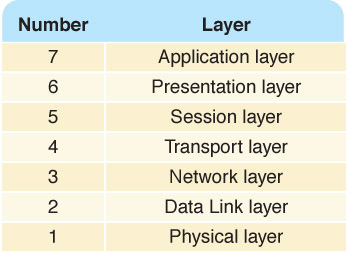 Number Layer
7 Application layer
6 Presentation layer
5 Session layer
4 Transport layer
3 Network layer
2 Data Link layer
1 Physical layer